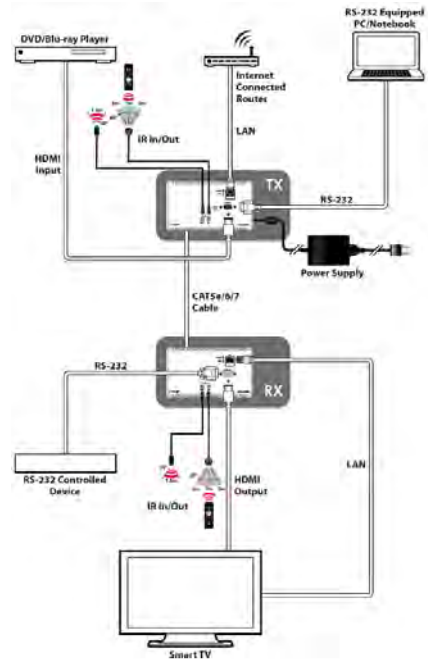 RS-232 Equipped
PC/Notebook
DVD/Blu-ray Player
Internet
Connected
Router
IR In/Out
LAN
HDMI
Input
TX
RS-232
Power Supply
CAT5e/6/7
Cable
RS-232
RX
LAN
RS-232 Controlled
Device
HDMI
Output
IR In/Out
Smart TV